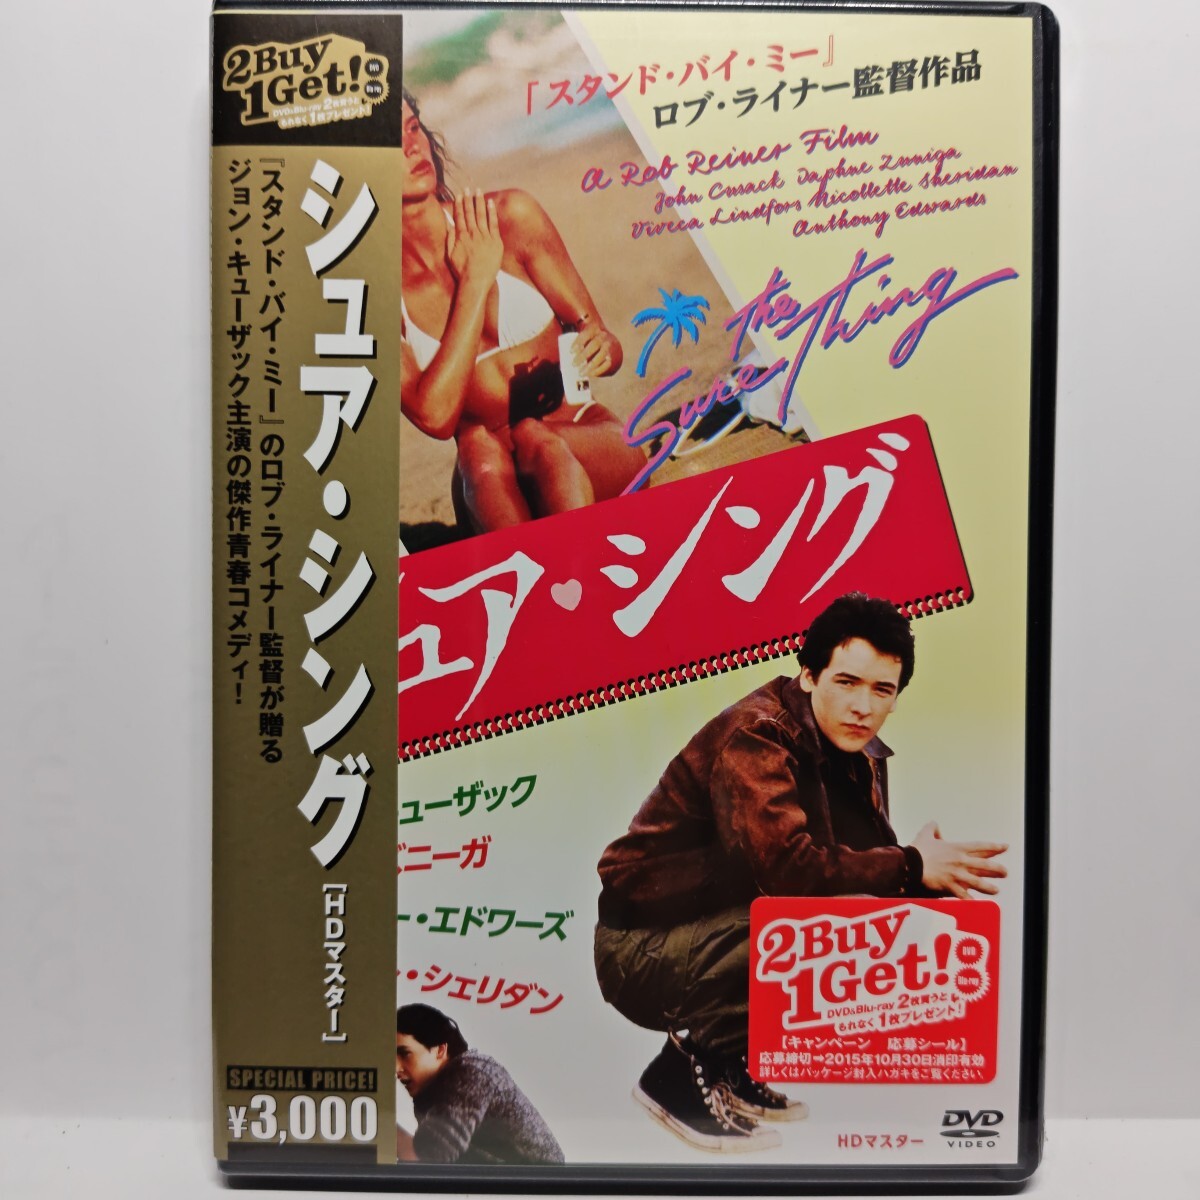 2Buy
1Get!
DVD
Blu-ray
DVD&Blu-ray 2枚買うと
もれなく1枚プレゼント!
『スタンド・バイ・ミー』のロブ・ライナー監督が贈る
ジョン・キューザック主演の傑作青春コメディ!
シュア・シング
[HDマスター]
SPECIAL PRICE!
¥3,000
「スタンド・バイ・ミー」
ロブ・ライナー監督作品
a Rob Reiner Film
John Cusack Daphne Zuniga
Viveca Lindfors Nicollette Sheridan
Anthony Edwards
The
Sure Thing
ュア・シング
ューザック
ズニーガ
ー・エドワーズ
・シェリダン
2Buy
1Get!
DVD
Blu-ray
DVD&Blu-ray 2枚買うと
もれなく1枚プレゼント!
【キャンペーン 応募シール】
応募締切➡2015年10月30日消印有効
詳しくはパッケージ封入ハガキをご覧ください。
HDマスター
DVD
VIDEO